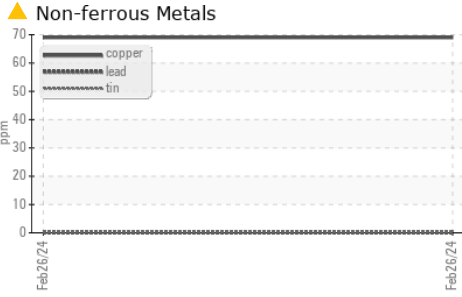 Non-ferrous Metals
70
60
50
40
30
20
10
0
ppm
copper
lead
tin
Feb26/24
Feb26/24